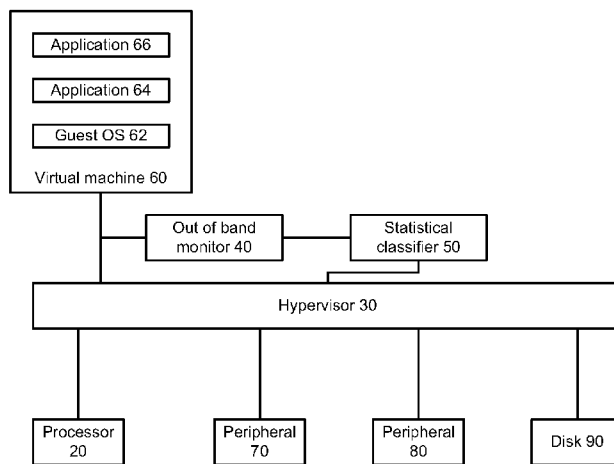 Application 66
Application 64
Guest OS 62
Virtual machine 60
Out of band
monitor 40
Statistical
classifier 50
Hypervisor 30
Processor
20
Peripheral
70
Peripheral
80
Disk 90